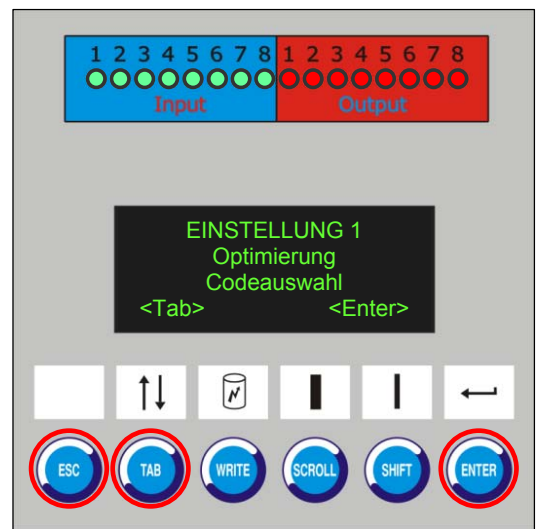 1 2 3 4 5 6 7 8 1 2 3 4 5 6 7 8
Input Output
EINSTELLUNG 1
Optimierung
Codeauswahl
<Tab> <Enter>
ESC TAB WRITE SCROLL SHIFT ENTER